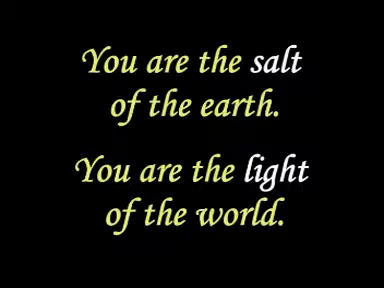 You are the salt
of the earth.
You are the light
of the world.